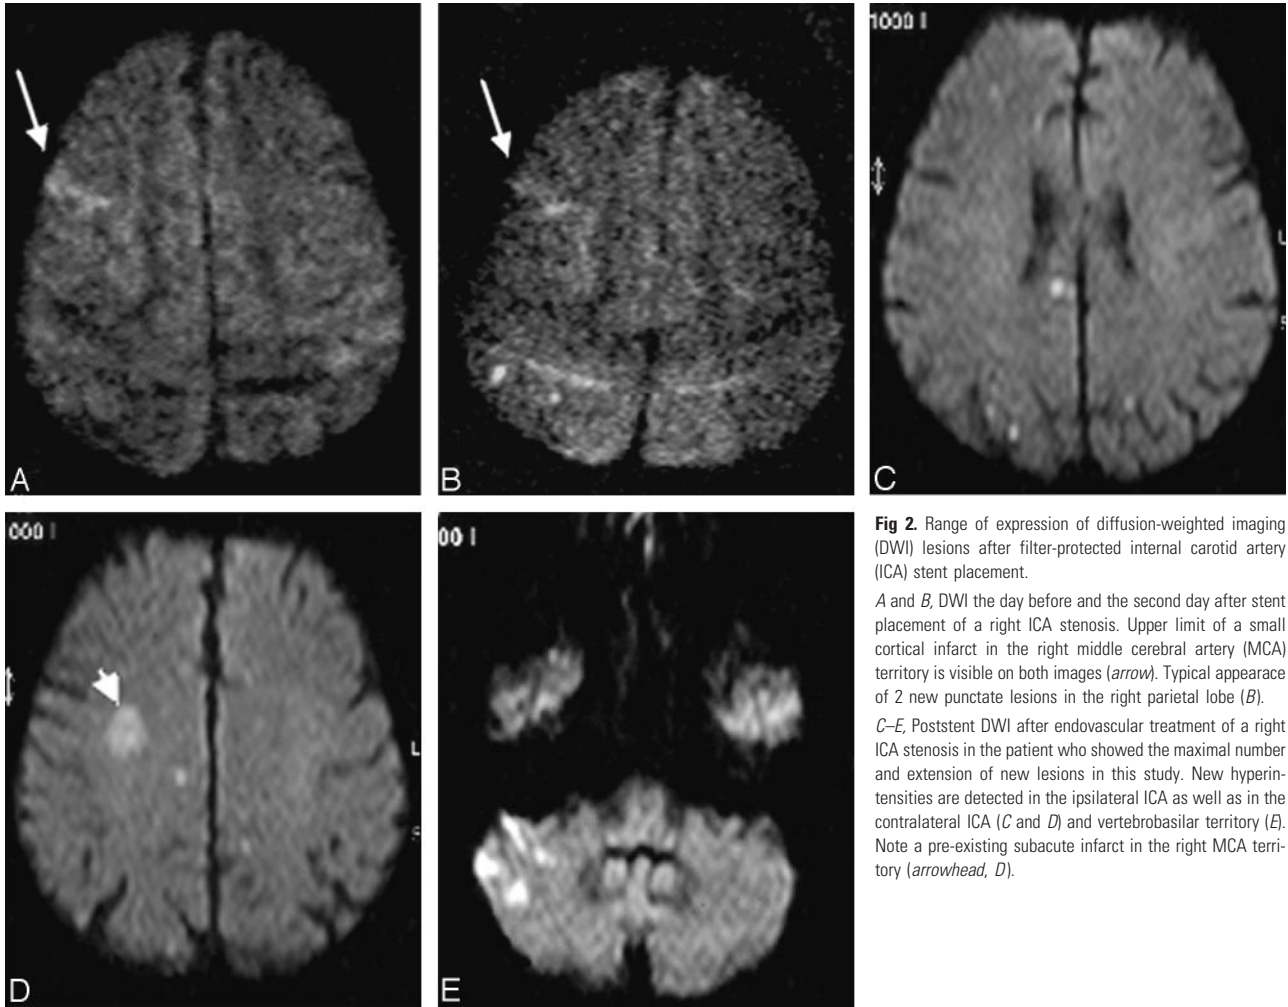 1000 I
L
S
A
B
C
000 I
L
S
D
00 I
E
Fig 2. Range of expression of diffusion-weighted imaging
(DWI) lesions after filter-protected internal carotid artery
(ICA) stent placement.
A and B, DWI the day before and the second day after stent
placement of a right ICA stenosis. Upper limit of a small
cortical infarct in the right middle cerebral artery (MCA)
territory is visible on both images (arrow). Typical appearace
of 2 new punctate lesions in the right parietal lobe (B).
C–E, Poststent DWI after endovascular treatment of a right
ICA stenosis in the patient who showed the maximal number
and extension of new lesions in this study. New hyperin-
tensities are detected in the ipsilateral ICA as well as in the
contralateral ICA (C and D) and vertebrobasilar territory (E).
Note a pre-existing subacute infarct in the right MCA terri-
tory (arrowhead, D).